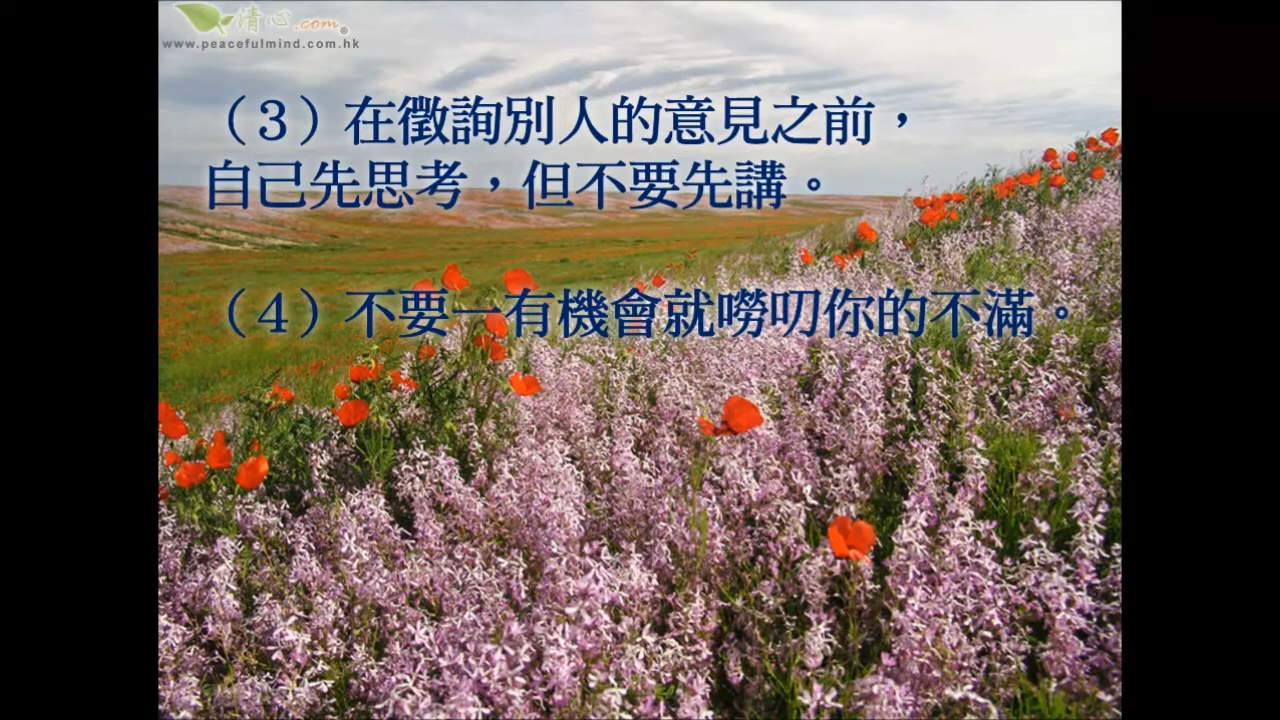 清心.com®
www.peacefulmind.com.hk
（3）在徵詢別人的意見之前，
自己先思考，但不要先講。
（4）不要一有機會就嘮叨你的不滿。